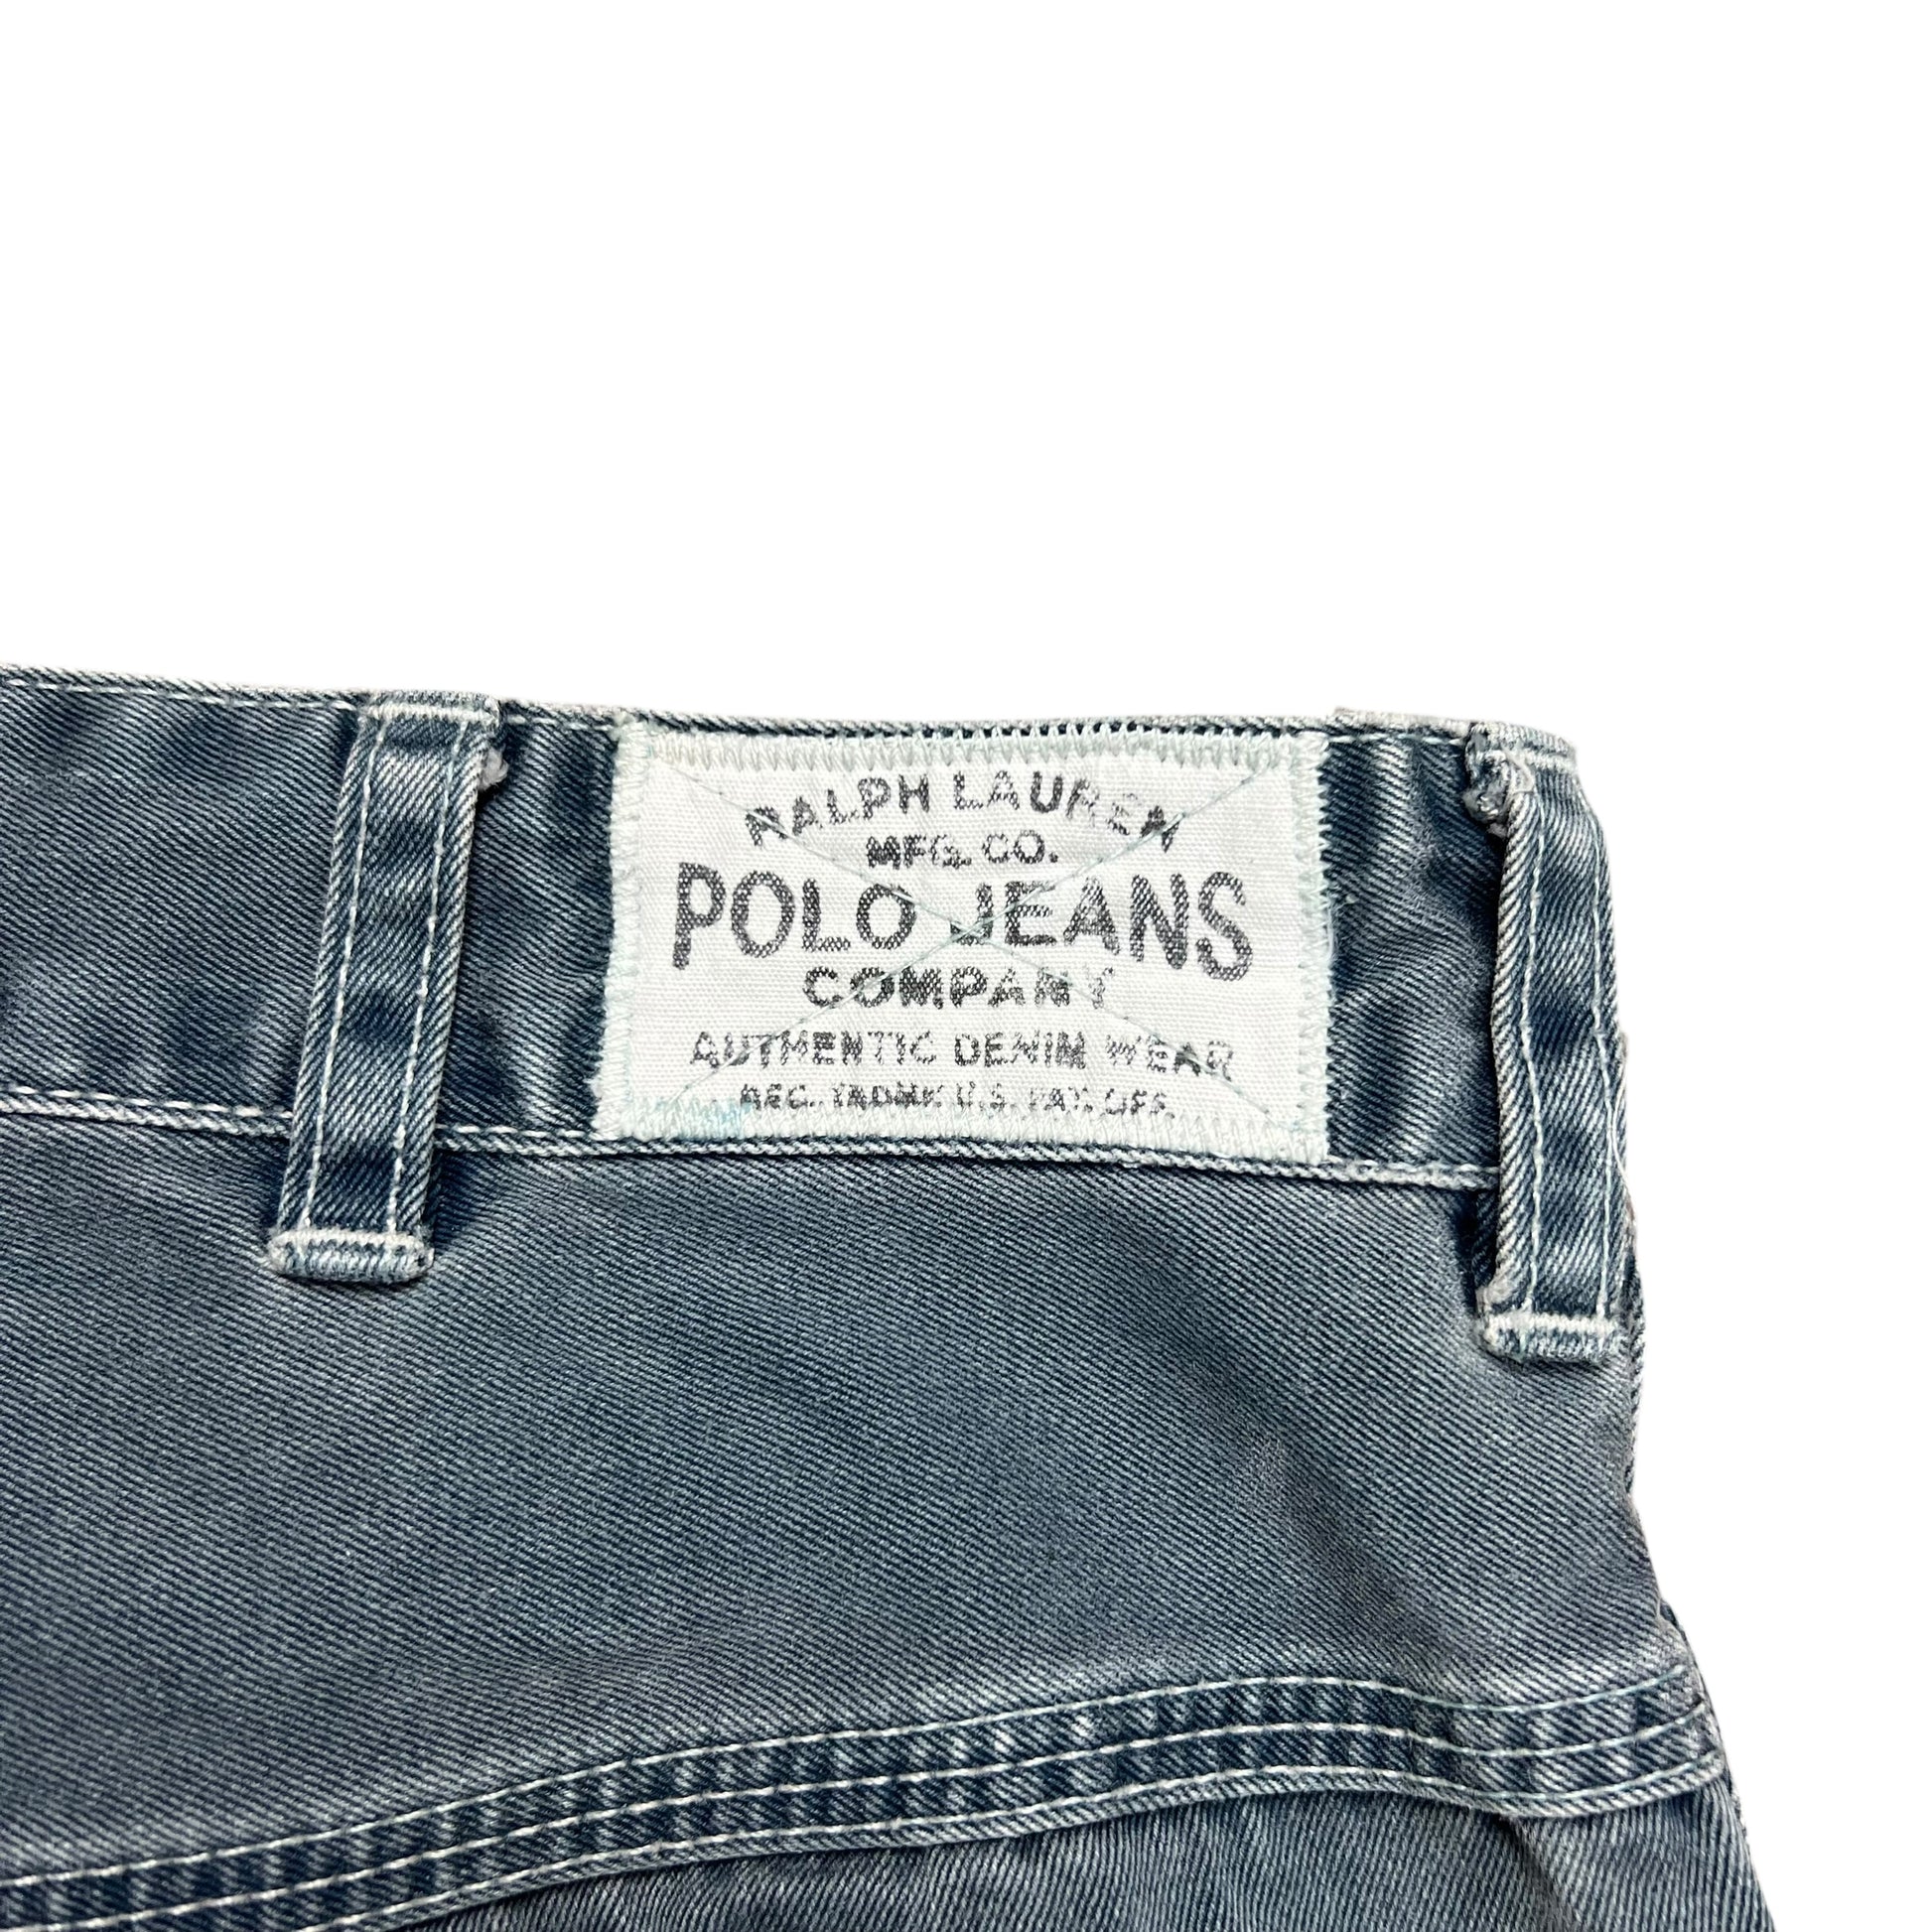 RALPH LAUREN
MFG. CO.
POLO JEANS
COMPANY
AUTHENTIC DENIM WEAR
REG. TRDMK U.S. PAT. OFF.